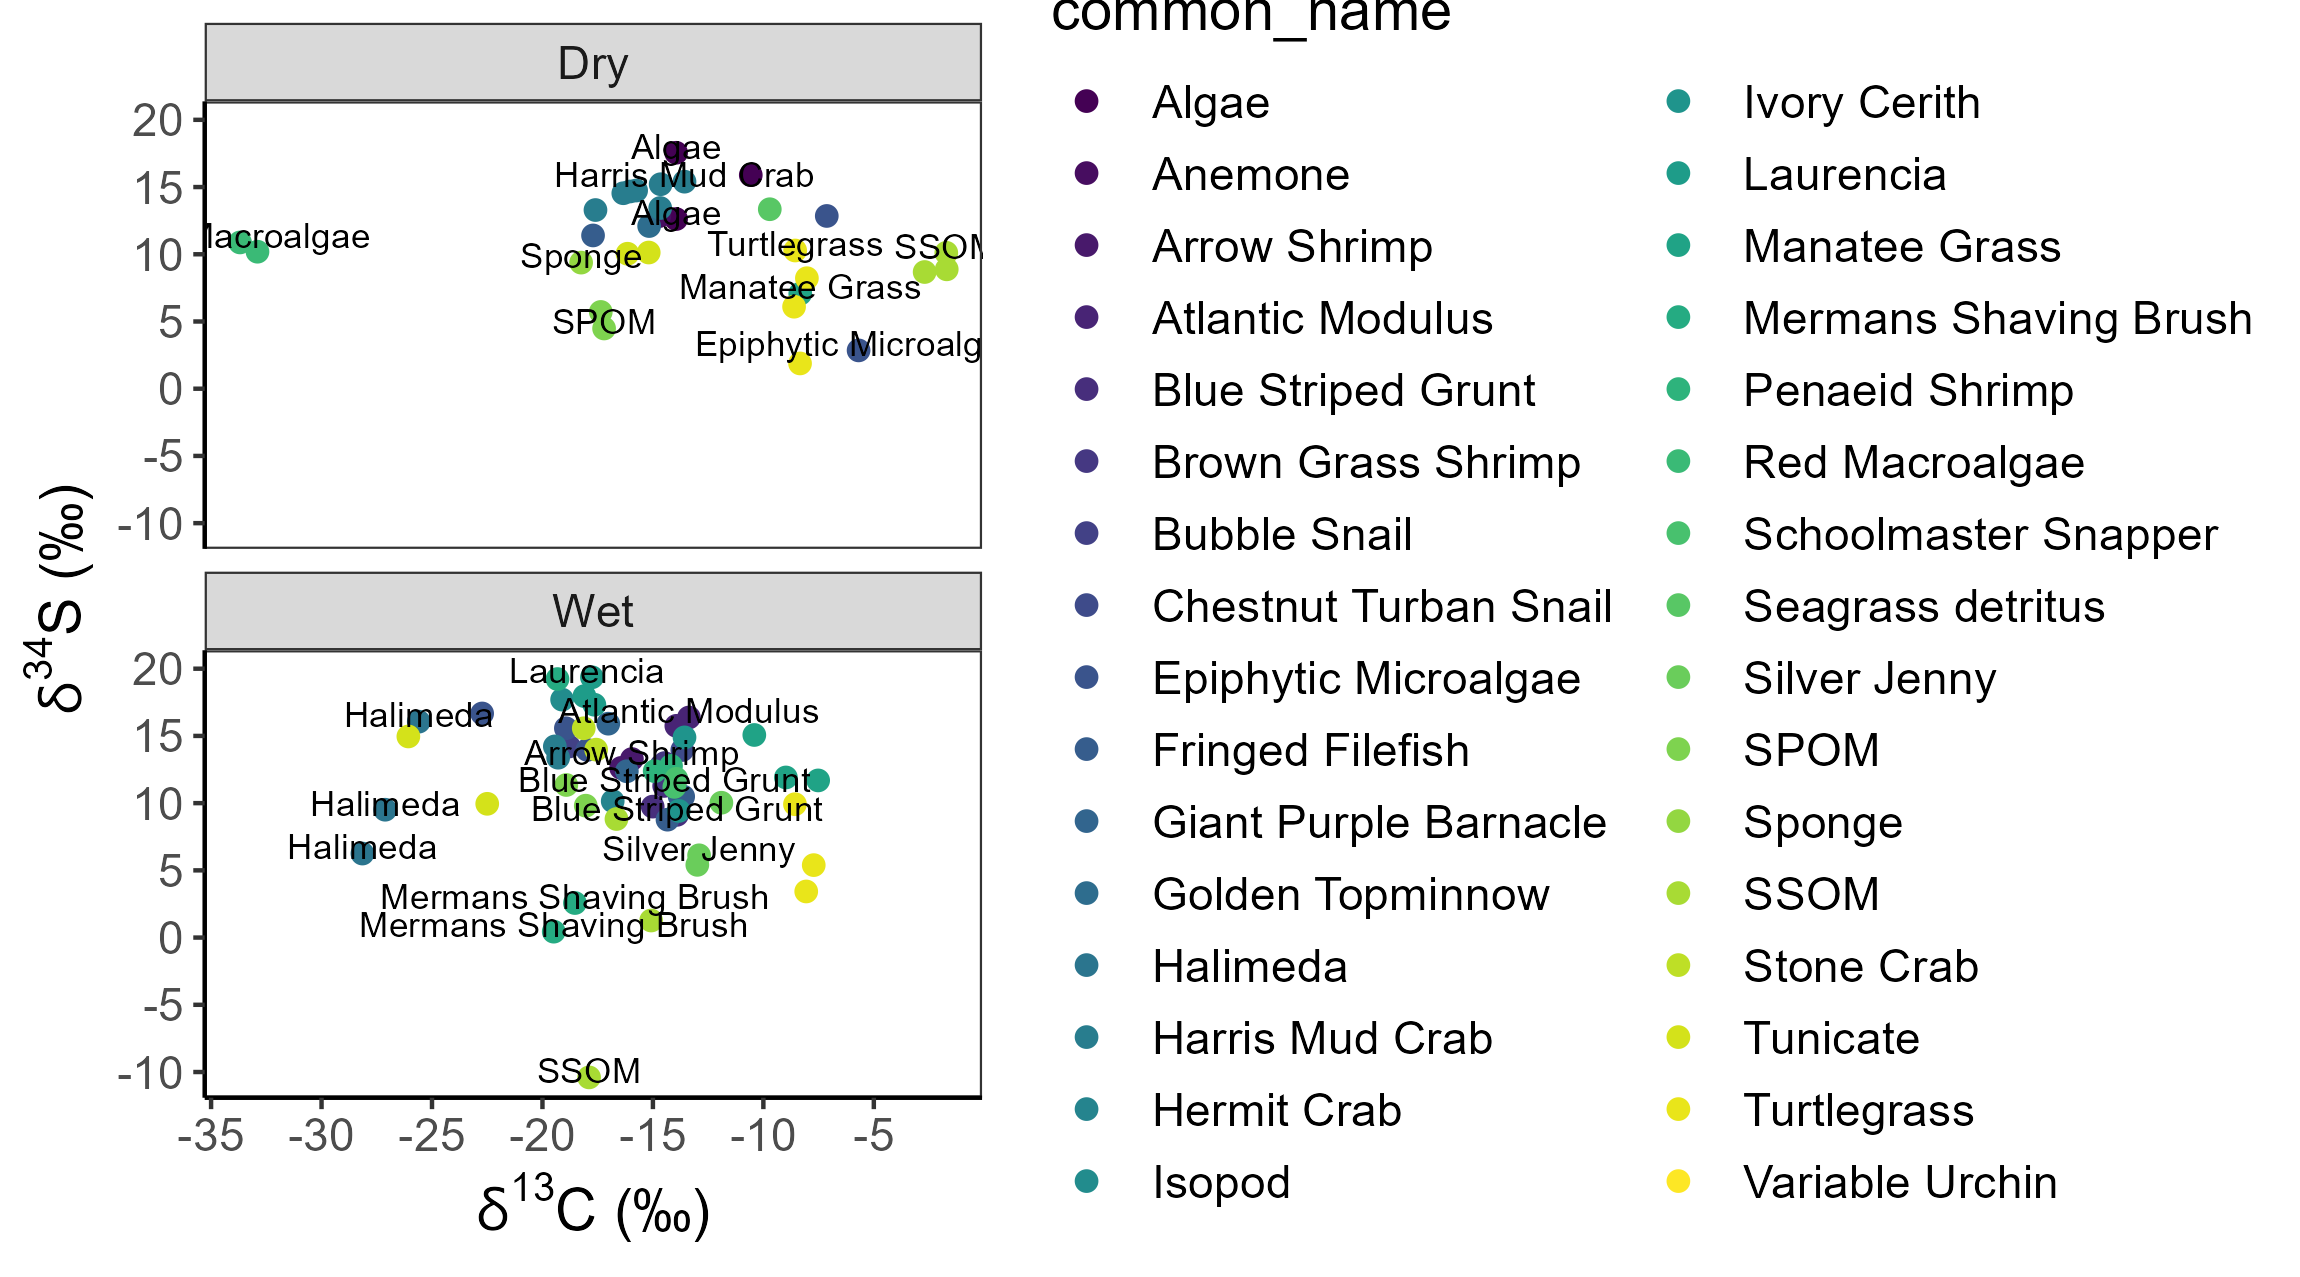 common_name
Dry
20
15
10
5
0
-5
-10
Algae
Harris Mud Crab
Algae
Macroalgae
Turtlegrass
SSOM
Sponge
Manatee Grass
SPOM
Epiphytic Microalg
Wet
20
15
10
5
0
-5
-10
Laurencia
Halimeda
Atlantic Modulus
Arrow Shrimp
Blue Striped Grunt
Halimeda
Blue Striped Grunt
Halimeda
Silver Jenny
Mermans Shaving Brush
Mermans Shaving Brush
SSOM
-35 -30 -25 -20 -15 -10 -5
δ13C (‰)
δ34S (‰)
Algae
Anemone
Arrow Shrimp
Atlantic Modulus
Blue Striped Grunt
Brown Grass Shrimp
Bubble Snail
Chestnut Turban Snail
Epiphytic Microalgae
Fringed Filefish
Giant Purple Barnacle
Golden Topminnow
Halimeda
Harris Mud Crab
Hermit Crab
Isopod
Ivory Cerith
Laurencia
Manatee Grass
Mermans Shaving Brush
Penaeid Shrimp
Red Macroalgae
Schoolmaster Snapper
Seagrass detritus
Silver Jenny
SPOM
Sponge
SSOM
Stone Crab
Tunicate
Turtlegrass
Variable Urchin